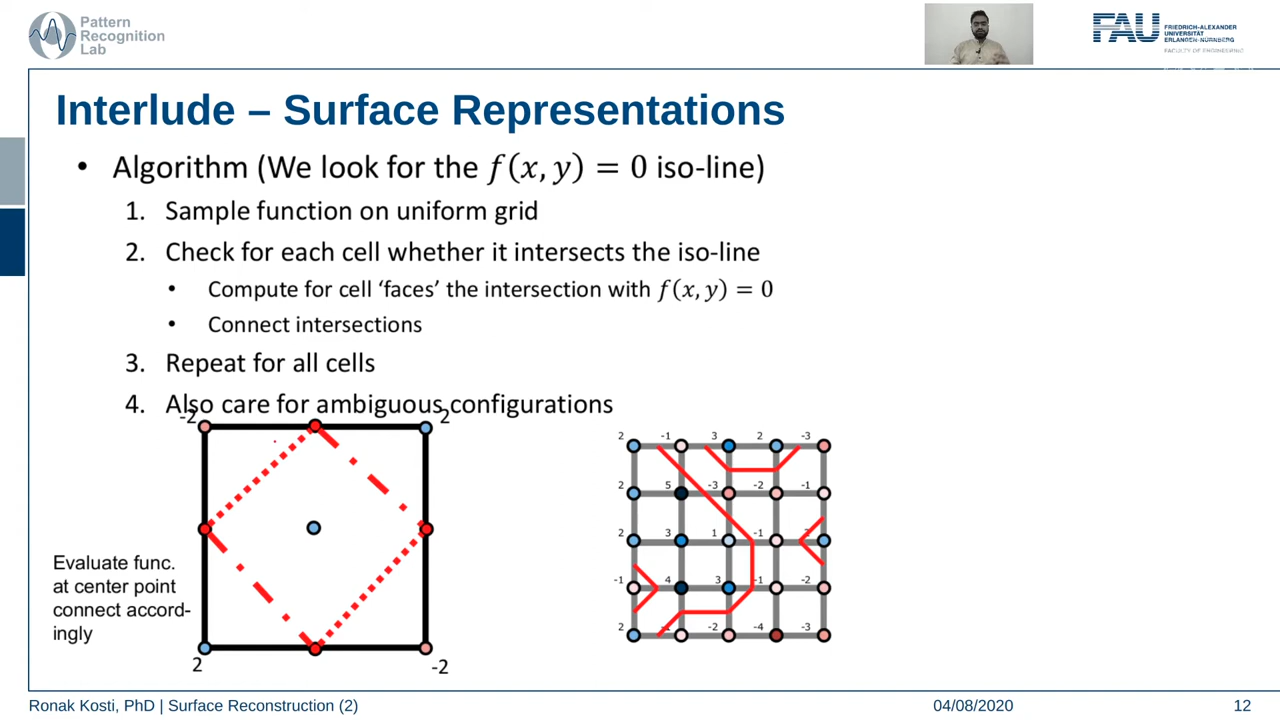 Pattern
Recognition
Lab
FAU
FRIEDRICH-ALEXANDER
UNIVERSITÄT
ERLANGEN-NÜRNBERG
FACULTY OF ENGINEERING
Interlude – Surface Representations
• Algorithm (We look for the f(x, y) = 0 iso-line)
1. Sample function on uniform grid
2. Check for each cell whether it intersects the iso-line
• Compute for cell ‘faces’ the intersection with f(x, y) = 0
• Connect intersections
3. Repeat for all cells
4. Also care for ambiguous configurations
-2 2
Evaluate func.
at center point
connect accord-
ingly
2 -2
2 -1 3 2 -3
2 5 -3 -2 -1
2 3 1 -1
-1 4 3 -1 -2
2 -2 -4 -3
Ronak Kosti, PhD | Surface Reconstruction (2) 04/08/2020 12